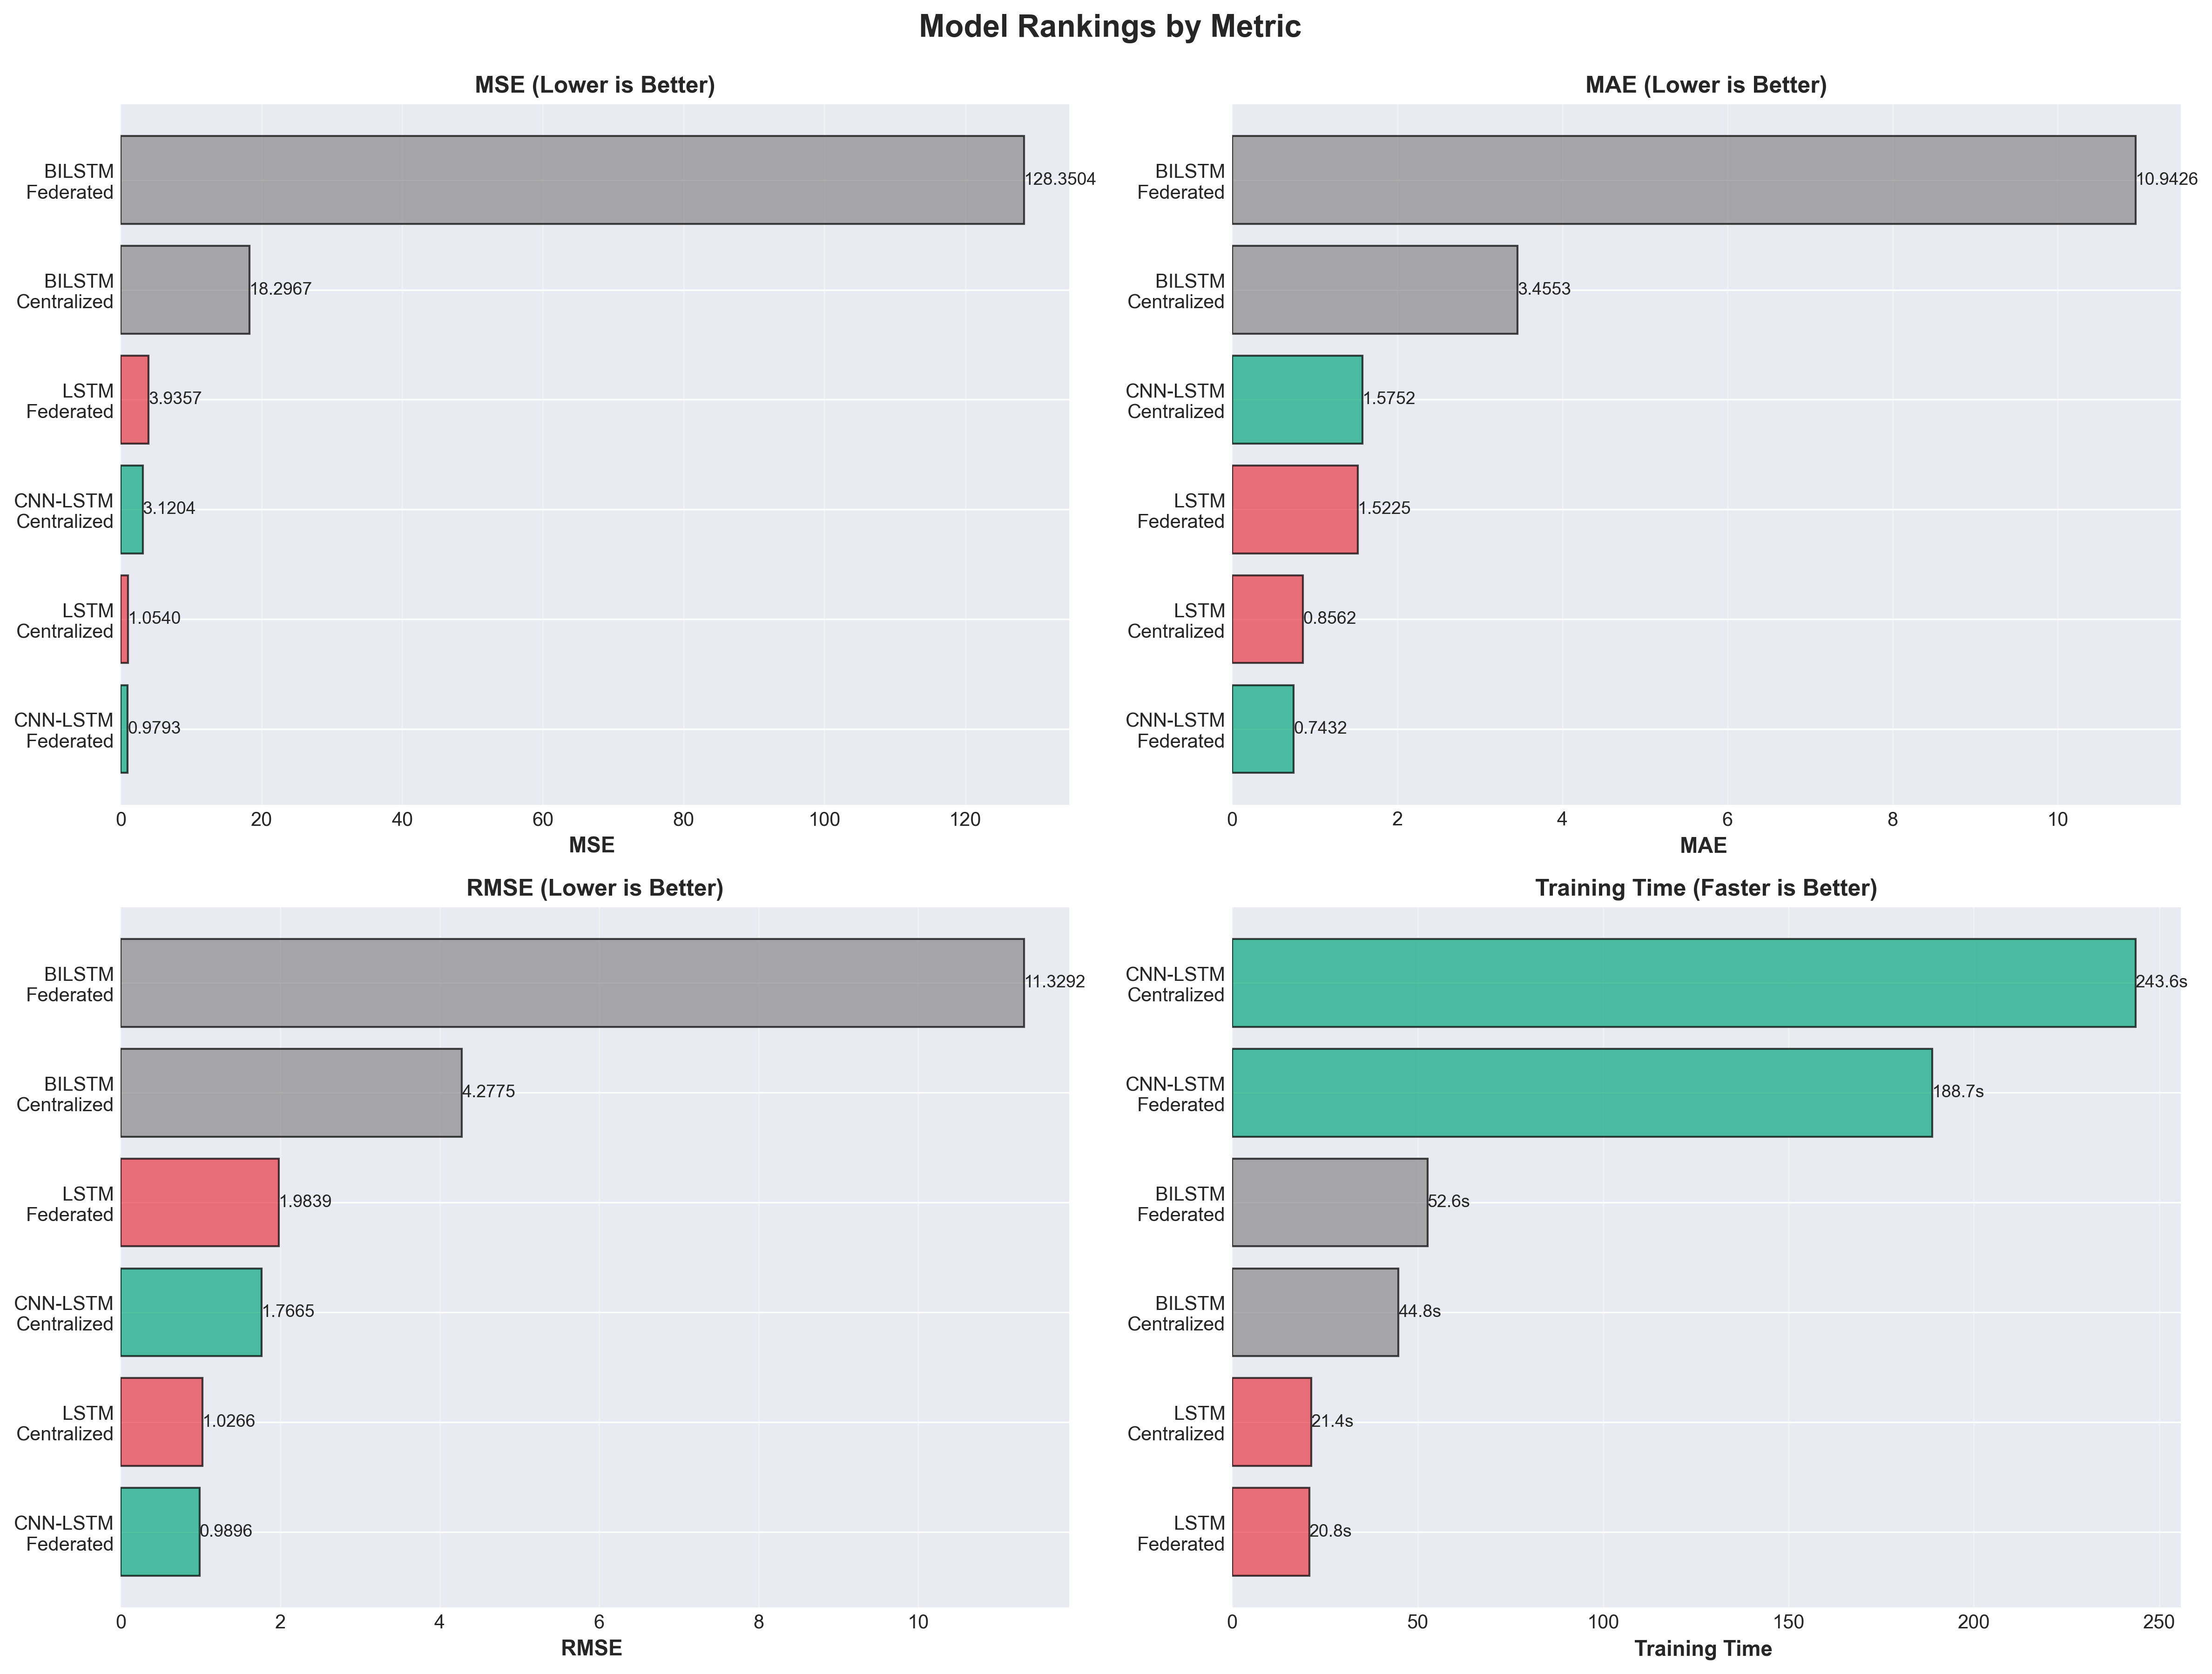 Model Rankings by Metric
MSE (Lower is Better)
BILSTM
Federated
128.3504
BILSTM
Centralized
18.2967
LSTM
Federated
3.9357
CNN-LSTM
Centralized
3.1204
LSTM
Centralized
1.0540
CNN-LSTM
Federated
0.9793
0 20 40 60 80 100 120
MSE
MAE (Lower is Better)
BILSTM
Federated
10.9426
BILSTM
Centralized
3.4553
CNN-LSTM
Centralized
1.5752
LSTM
Federated
1.5225
LSTM
Centralized
0.8562
CNN-LSTM
Federated
0.7432
0 2 4 6 8 10
MAE
RMSE (Lower is Better)
BILSTM
Federated
11.3292
BILSTM
Centralized
4.2775
LSTM
Federated
1.9839
CNN-LSTM
Centralized
1.7665
LSTM
Centralized
1.0266
CNN-LSTM
Federated
0.9896
0 2 4 6 8 10
RMSE
Training Time (Faster is Better)
CNN-LSTM
Centralized
243.6s
CNN-LSTM
Federated
188.7s
BILSTM
Federated
52.6s
BILSTM
Centralized
44.8s
LSTM
Centralized
21.4s
LSTM
Federated
20.8s
0 50 100 150 200 250
Training Time